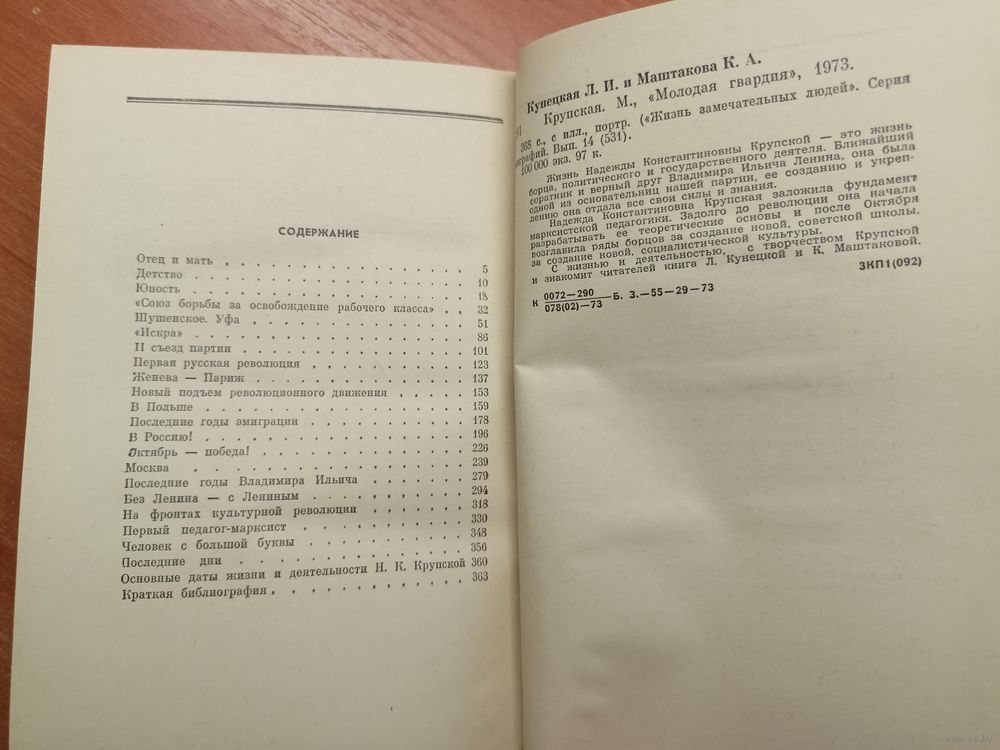 СОДЕРЖАНИЕ
Отец и мать . . . . . . . . . . . . . . . . 5
Детство . . . . . . . . . . . . . . . . . 10
Юность . . . . . . . . . . . . . . . . . 18
«Союз борьбы за освобождение рабочего класса» . . 32
Шушенское. Уфа . . . . . . . . . . . . . . 51
«Искра» . . . . . . . . . . . . . . . . . 86
II съезд партии . . . . . . . . . . . . . . 101
Первая русская революция . . . . . . . . . . 123
Женева — Париж . . . . . . . . . . . . . . 137
Новый подъем революционного движения . . . . . 153
В Польше . . . . . . . . . . . . . . . . . 159
Последние годы эмиграции . . . . . . . . . . 178
В Россию! . . . . . . . . . . . . . . . . . 196
Октябрь — победа! . . . . . . . . . . . . . 226
Москва . . . . . . . . . . . . . . . . . 239
Последние годы Владимира Ильича . . . . . . . 279
Без Ленина — с Лениным . . . . . . . . . . . 294
На фронтах культурной революции . . . . . . . 318
Первый педагог-марксист . . . . . . . . . . . 330
Человек с большой буквы . . . . . . . . . . . 348
Последние дни . . . . . . . . . . . . . . . 356
Основные даты жизни и деятельности Н. К. Крупской 360
Краткая библиография . . . . . . . . . . . . 363
Кунецкая Л. И. и Маштакова К. А.
Крупская. М., «Молодая гвардия», 1973.
368 с., с илл., портр. («Жизнь замечательных людей». Серия
Вып. 14 (531).
100 000 экз. 97 к.
Жизнь Надежды Константиновны Крупской — это жизнь
борца, политического и государственного деятеля. Ближайший
соратник и верный друг Владимира Ильича Ленина, она была
одной из основательниц нашей партии, ее созданию и укреп-
лению она отдала все свои силы и знания.
Надежда Константиновна Крупская заложила фундамент
марксистской педагогики. Задолго до революции она начала
разрабатывать ее теоретические основы и после Октября
возглавила ряды борцов за создание новой, советской школы.
за создание новой, социалистической культуры.
С жизнью и деятельностью, с творчеством Крупской
и знакомит читателей книга Л. Кунецкой и К. Маштаковой.
3КП1(092)
К 0072—290
078(02)—73 Б. З.—55—29—73
www.ay.by